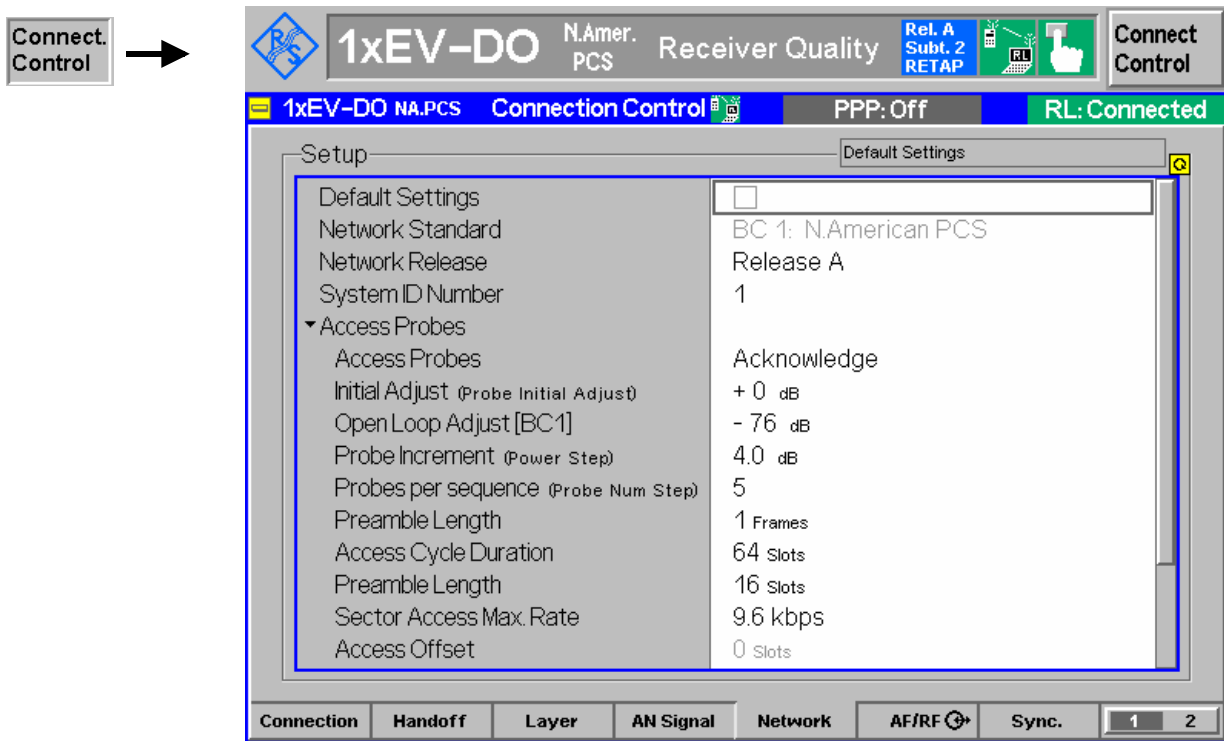 Connect.
Control
R S
1xEV-DO N.Amer. PCS Receiver Quality
Rel. A
Subt. 2
RETAP
RL
Connect
Control
1xEV-DO NA.PCS Connection Control PPP: Off RL: Connected
Setup Default Settings
Default Settings
Network Standard BC 1: N.American PCS
Network Release Release A
System ID Number 1
Access Probes
Access Probes Acknowledge
Initial Adjust (Probe Initial Adjust) + 0 dB
Open Loop Adjust [BC1] - 76 dB
Probe Increment (Power Step) 4.0 dB
Probes per sequence (Probe Num Step) 5
Preamble Length 1 Frames
Access Cycle Duration 64 Slots
Preamble Length 16 Slots
Sector Access Max. Rate 9.6 kbps
Access Offset 0 Slots
Connection Handoff Layer AN Signal Network AF/RF Sync. 1 2